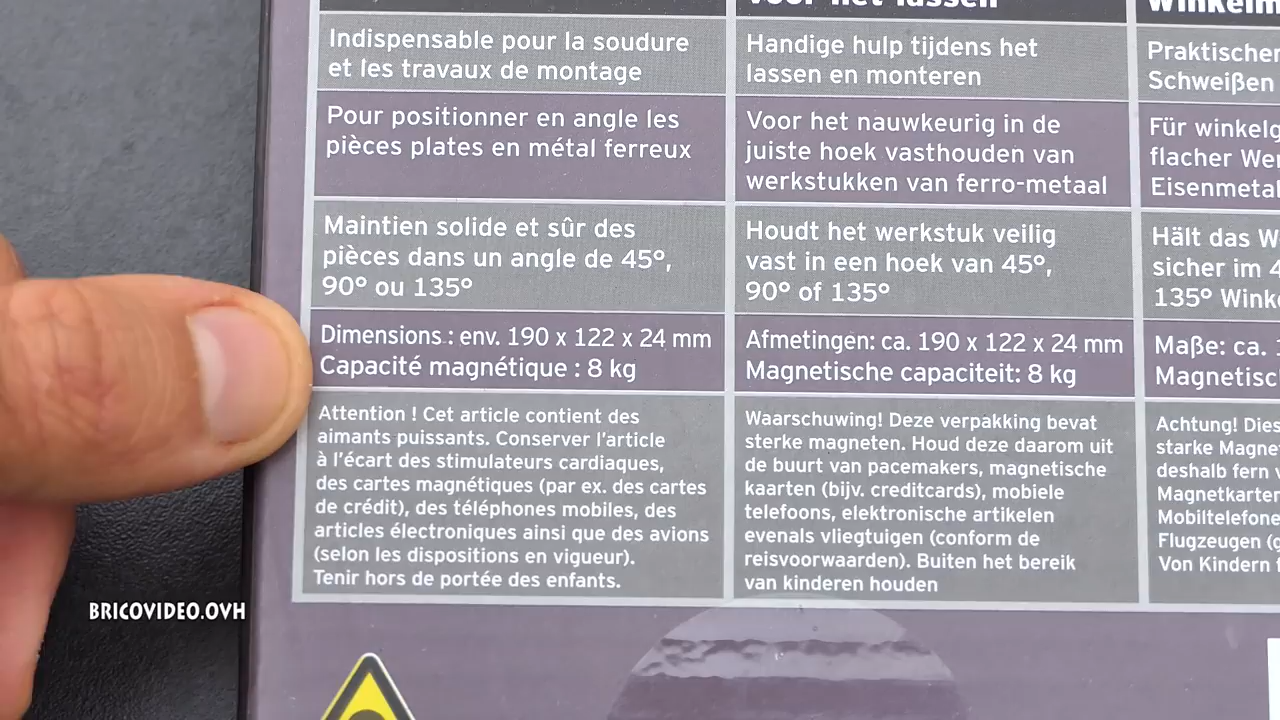 voor het lassen
Indispensable pour la soudure
et les travaux de montage
Handige hulp tijdens het
lassen en monteren
Praktischer
Schweißen
Pour positionner en angle les
pièces plates en métal ferreux
Voor het nauwkeurig in de
juiste hoek vasthouden van
werkstukken van ferro-metaal
Für winkelg
flacher Wer
Eisenmetal
Maintien solide et sûr des
pièces dans un angle de 45°,
90° ou 135°
Houdt het werkstuk veilig
vast in een hoek van 45°,
90° of 135°
Hält das W
sicher im 4
135° Winke
Dimensions : env. 190 x 122 x 24 mm
Capacité magnétique : 8 kg
Afmetingen: ca. 190 x 122 x 24 mm
Magnetische capaciteit: 8 kg
Maße: ca. 1
Magnetisc
Attention ! Cet article contient des
aimants puissants. Conserver l'article
à l'écart des stimulateurs cardiaques,
des cartes magnétiques (par ex. des cartes
de crédit), des téléphones mobiles, des
articles électroniques ainsi que des avions
(selon les dispositions en vigueur).
Tenir hors de portée des enfants.
Waarschuwing! Deze verpakking bevat
sterke magneten. Houd deze daarom uit
de buurt van pacemakers, magnetische
kaarten (bijv. creditcards), mobiele
telefoons, elektronische artikelen
evenals vliegtuigen (conform de
reisvoorwaarden). Buiten het bereik
van kinderen houden
Achtung! Dies
starke Magne
deshalb fern v
Magnetkarten
Mobiltelefone
Flugzeugen (g
Von Kindern f
BRICOVIDEO.OVH